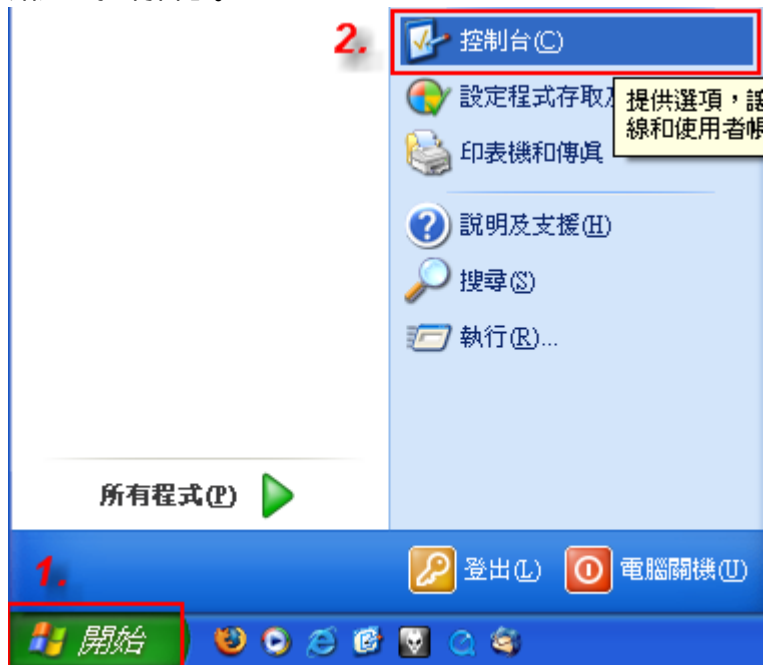 2.
控制台(C)
設定程式存取及
提供選項，讓
線和使用者帳
印表機和傳真
說明及支援(H)
搜尋(S)
執行(R)...
所有程式(P)
1.
登出(L)
電腦關機(U)
開始